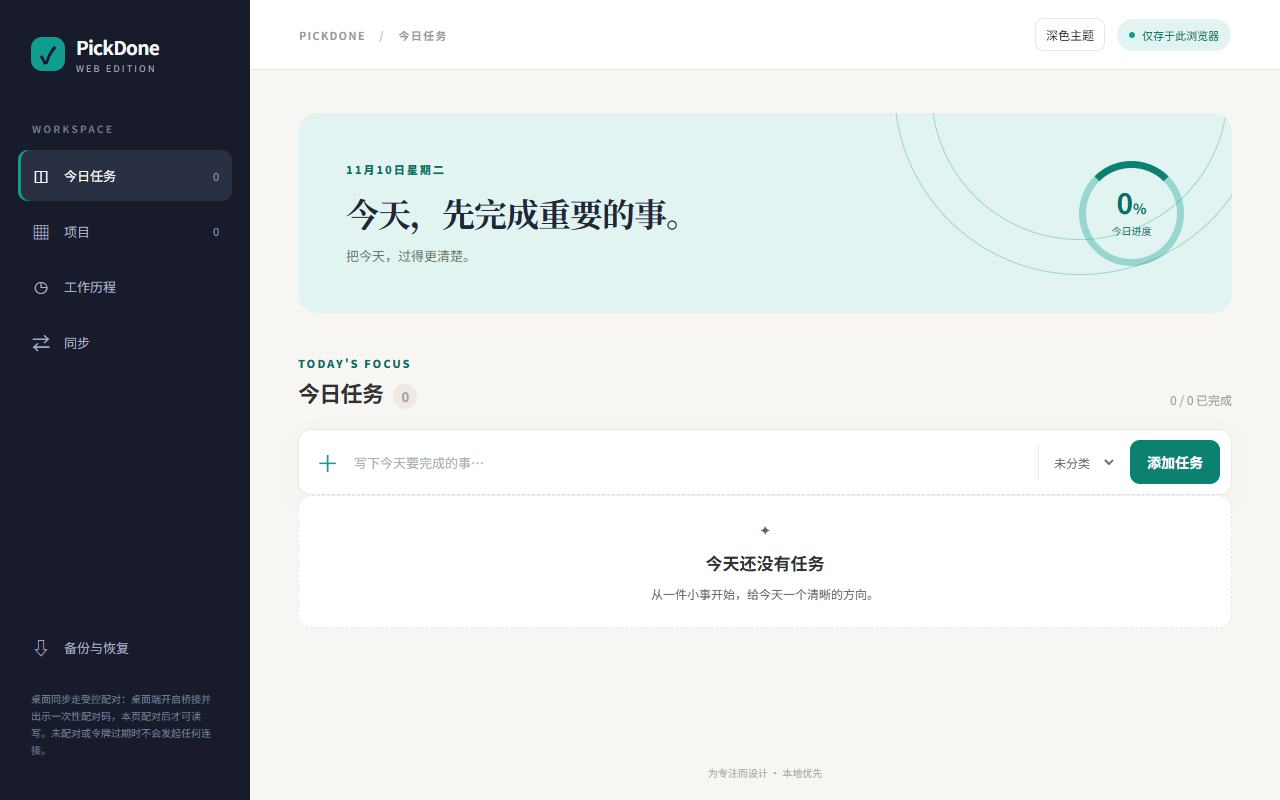 PickDone
WEB EDITION
WORKSPACE
今日任务 0
项目 0
工作历程
同步
备份与恢复
桌面同步走受控配对：桌面端开启桥接并
出示一次性配对码，本页配对后才可读
写。未配对或令牌过期时不会发起任何连
接。
PICKDONE / 今日任务
深色主题
仅存于此浏览器
11月10日星期二
今天，先完成重要的事。
把今天，过得更清楚。
0%
今日进度
TODAY'S FOCUS
今日任务 0
0 / 0 已完成
写下今天要完成的事…
未分类
添加任务
今天还没有任务
从一件小事开始，给今天一个清晰的方向。
为专注而设计 · 本地优先